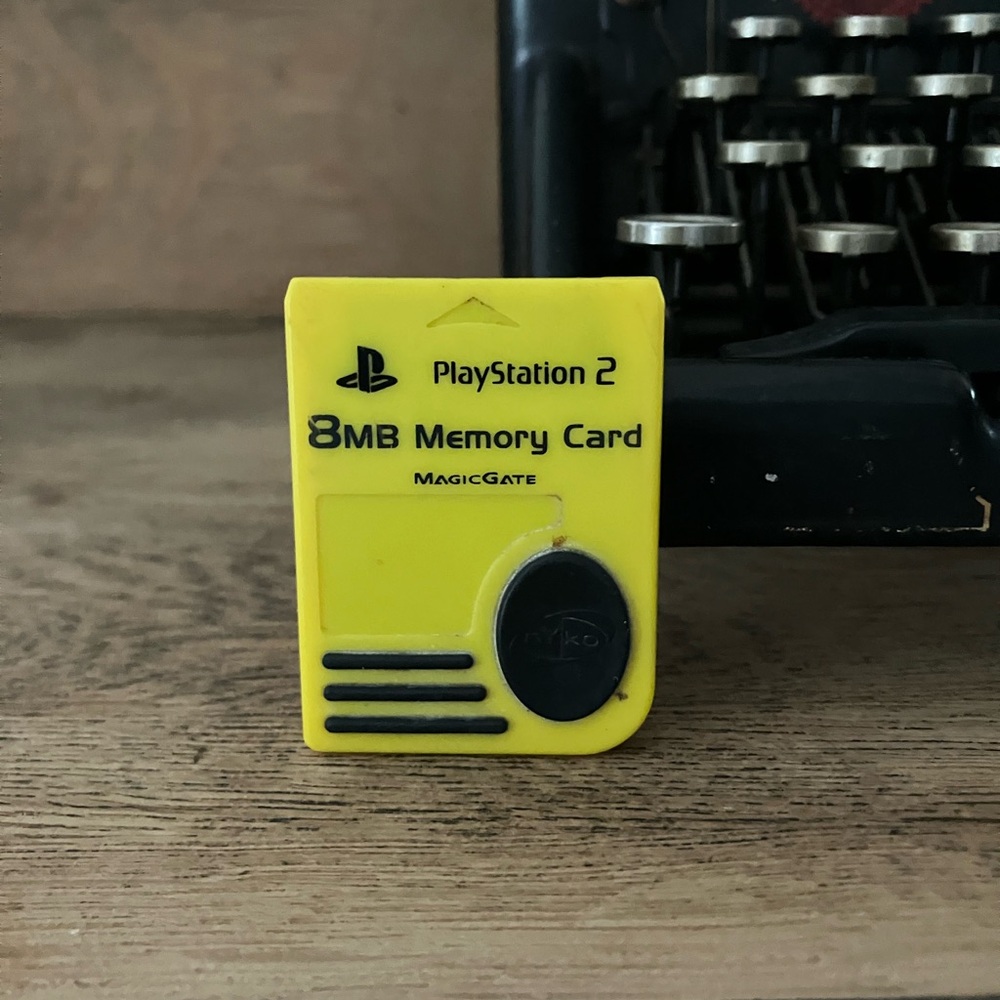 PlayStation 2
8MB Memory Card
MAGICGATE
nyko